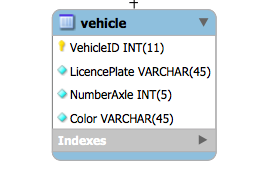 vehicle
VehicleID INT(11)
LicencePlate VARCHAR(45)
NumberAxle INT(5)
Color VARCHAR(45)
Indexes